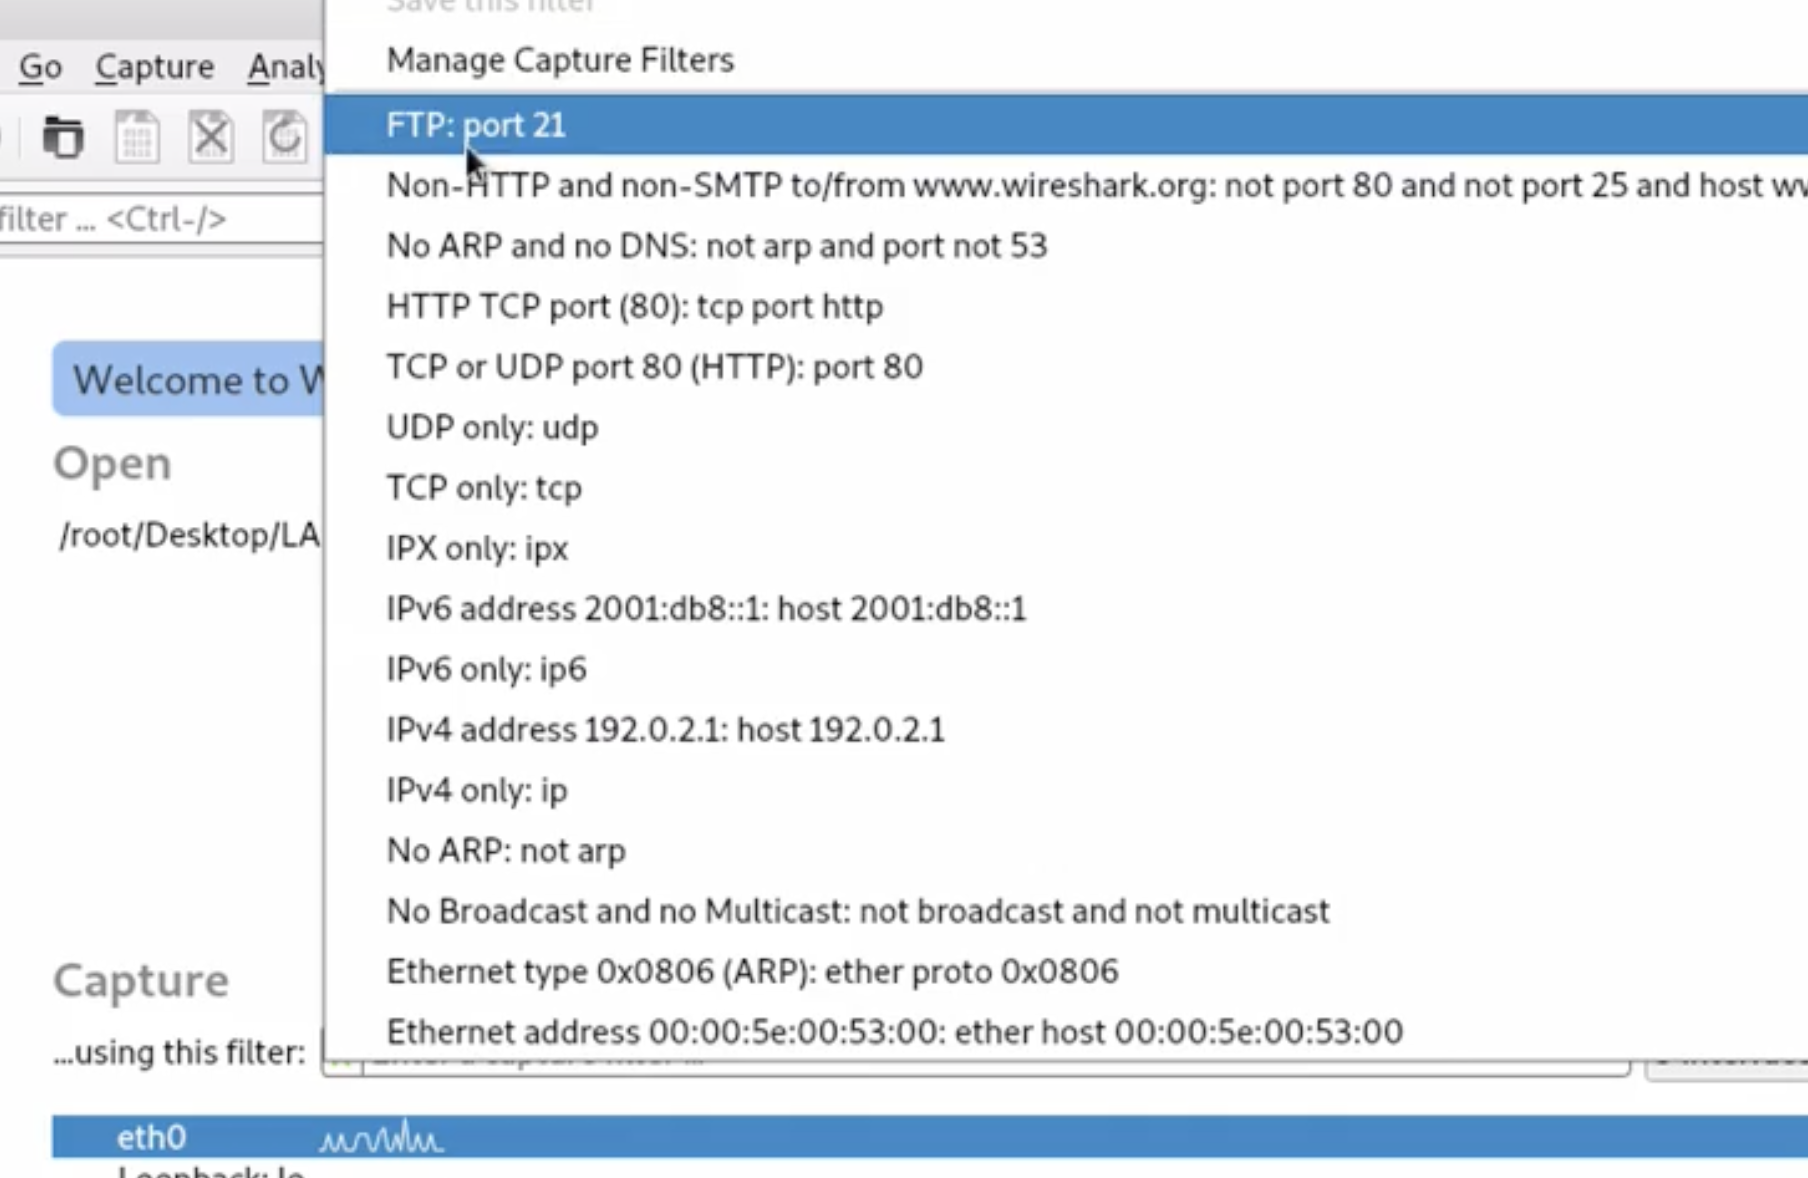 Save this filter
Manage Capture Filters
Go Capture Analy
FTP: port 21
Non-HTTP and non-SMTP to/from www.wireshark.org: not port 80 and not port 25 and host
filter ... <Ctrl-/>
No ARP and no DNS: not arp and port not 53
HTTP TCP port (80): tcp port http
TCP or UDP port 80 (HTTP): port 80
Welcome to W
UDP only: udp
Open
TCP only: tcp
/root/Desktop/LA
IPX only: ipx
IPv6 address 2001:db8::1: host 2001:db8::1
IPv6 only: ip6
IPv4 address 192.0.2.1: host 192.0.2.1
IPv4 only: ip
No ARP: not arp
No Broadcast and no Multicast: not broadcast and not multicast
Capture
Ethernet type 0x0806 (ARP): ether proto 0x0806
Ethernet address 00:00:5e:00:53:00: ether host 00:00:5e:00:53:00
...using this filter:
eth0
Loopback: lo